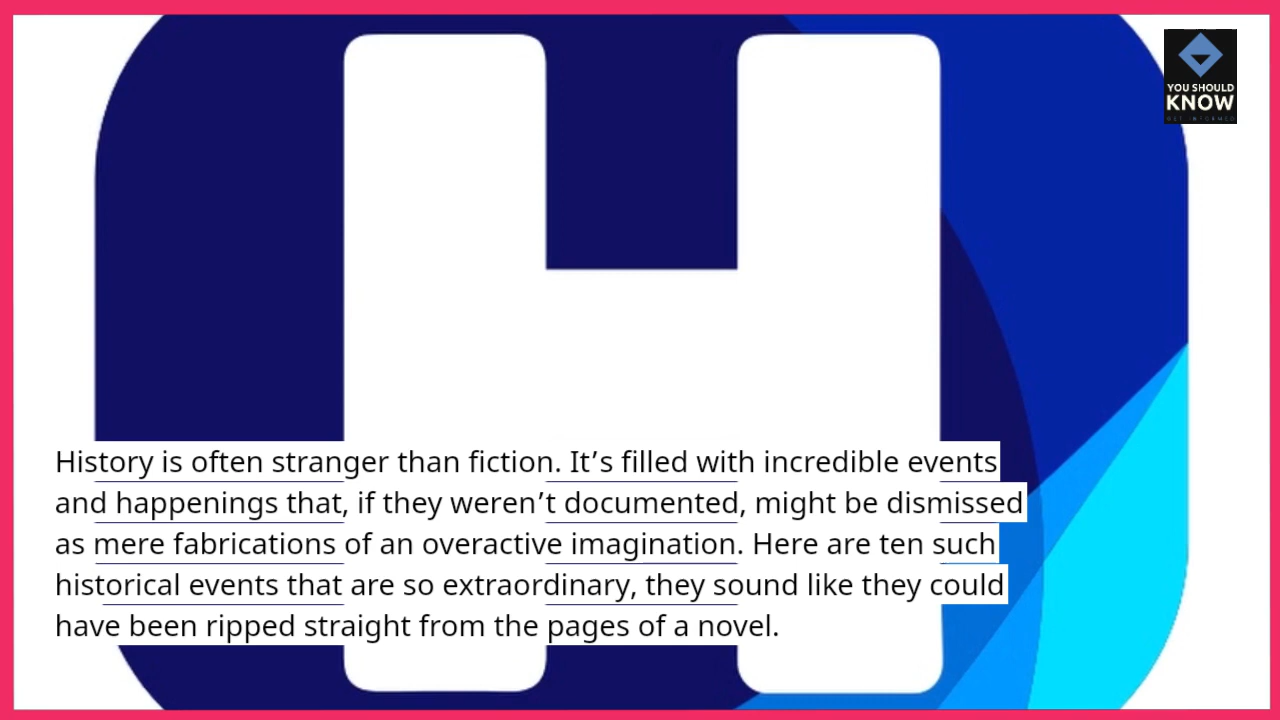 YOU SHOULD
KNOW
GET INFORMED
History is often stranger than fiction. It’s filled with incredible events
and happenings that, if they weren’t documented, might be dismissed
as mere fabrications of an overactive imagination. Here are ten such
historical events that are so extraordinary, they sound like they could
have been ripped straight from the pages of a novel.